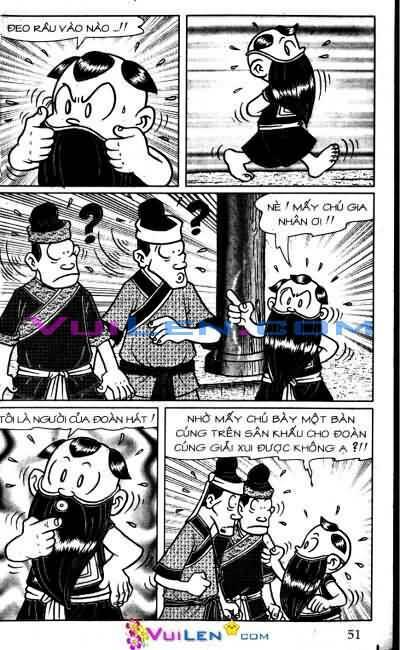 ĐEO RÂU VÀO NÀO ..!!
NÈ ! MẤY CHÚ GIA
NHÂN ƠI !!
?
?
VUILEN.COM
TÔI LÀ NGƯỜI CỦA ĐOÀN HÁT !
NHỜ MẤY CHÚ BÀY MỘT BÀN
CÚNG TRÊN SÂN KHẤU CHO ĐOÀN
CÚNG GIẢI XUI ĐƯỢC KHÔNG Ạ ?!!
VUILEN.COM
51